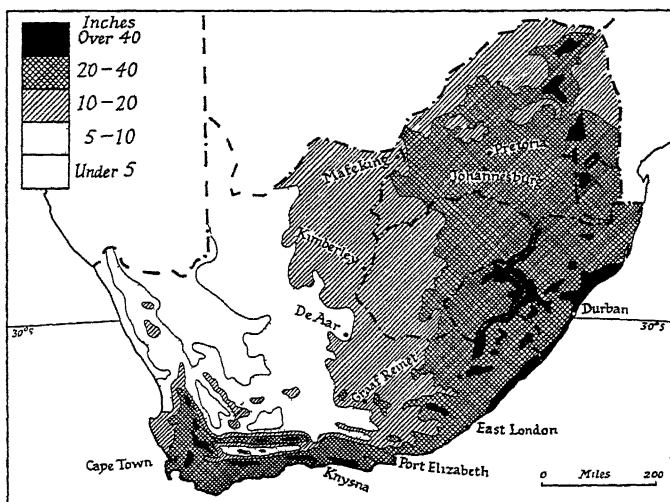 Inches
Over 40
20-40
10-20
5-10
Under 5
Pretoria
Mafeking
Johannesburg
Kimberley
De Aar
Durban
30°S
30°S
Graaf Reinet
East London
Cape Town
Port Elizabeth
Knysna
0 Miles 200